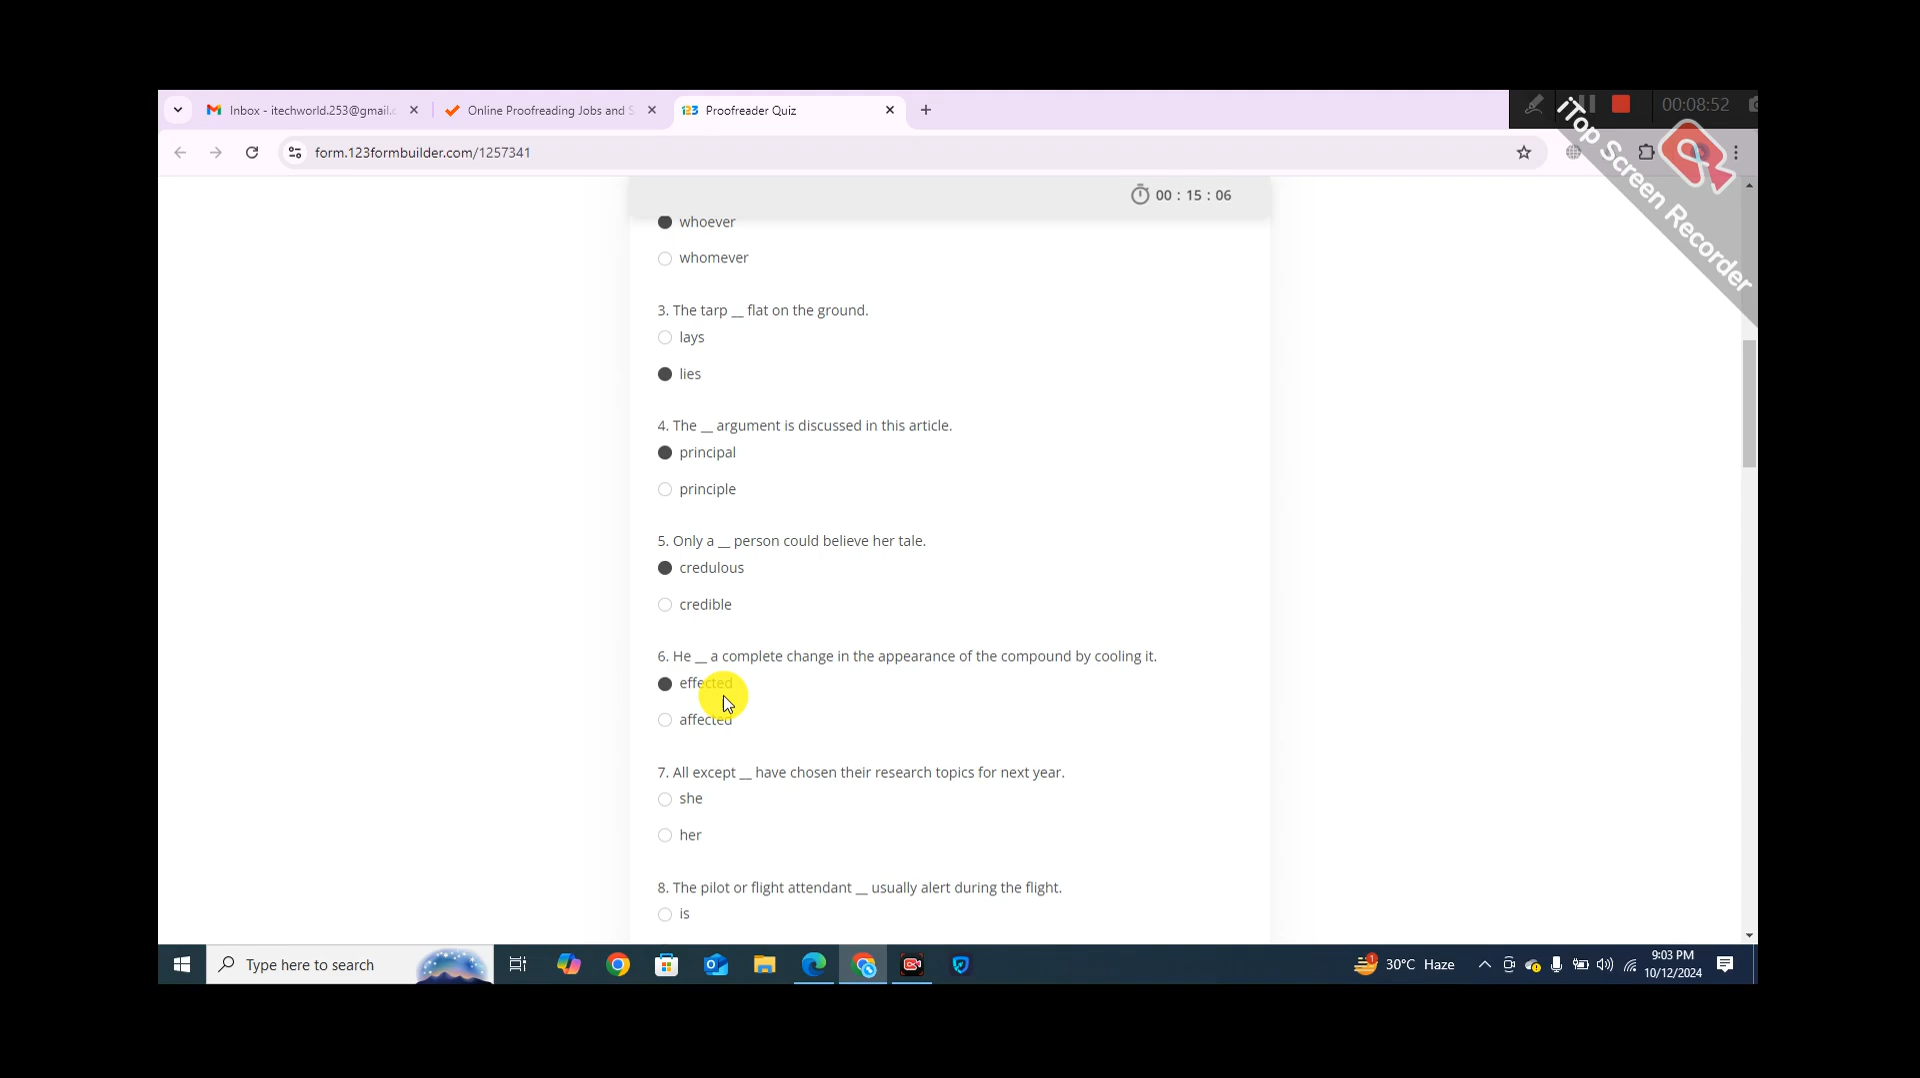 Inbox - itechworld.253@gmail.c
Online Proofreading Jobs and S
123 Proofreader Quiz
00:08:52
form.123formbuilder.com/1257341
iTop Screen Recorder
00 : 15 : 06
whoever
whomever
3. The tarp __ flat on the ground.
lays
lies
4. The __ argument is discussed in this article.
principal
principle
5. Only a __ person could believe her tale.
credulous
credible
6. He __ a complete change in the appearance of the compound by cooling it.
effected
affected
7. All except __ have chosen their research topics for next year.
she
her
8. The pilot or flight attendant __ usually alert during the flight.
is
Type here to search
1
30°C Haze
9:03 PM
10/12/2024